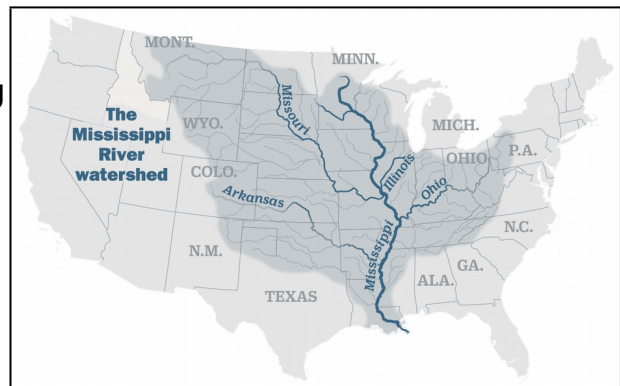 MONT.
MINN.
The
Mississippi
River
watershed
Missouri
WYO.
MICH.
COLO.
Illinois
OHIO
P.A.
Arkansas
Ohio
Mississippi
N.C.
N.M.
GA.
ALA.
TEXAS